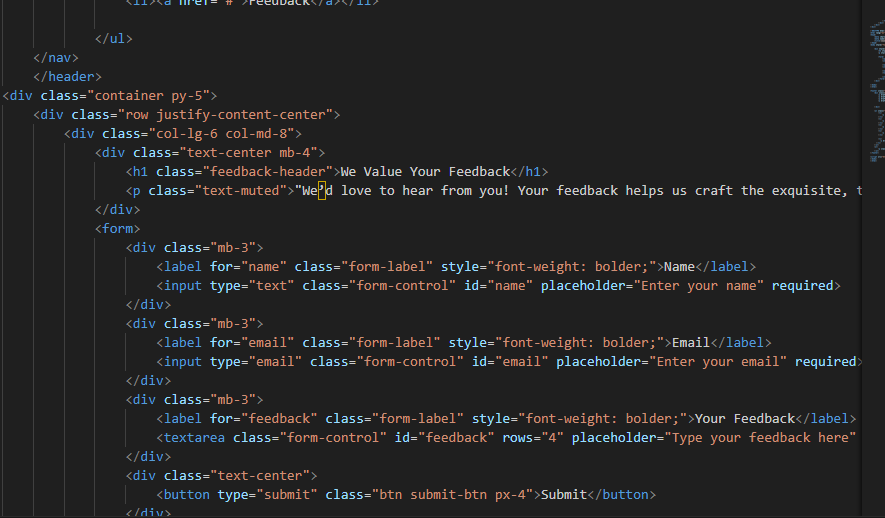 <li><a href="#">Feedback</a></li>
</ul>
</nav>
</header>
<div class="container py-5">
<div class="row justify-content-center">
<div class="col-lg-6 col-md-8">
<div class="text-center mb-4">
<h1 class="feedback-header">We Value Your Feedback</h1>
<p class="text-muted">"We’d love to hear from you! Your feedback helps us craft the exquisite, t
</div>
<form>
<div class="mb-3">
<label for="name" class="form-label" style="font-weight: bolder;">Name</label>
<input type="text" class="form-control" id="name" placeholder="Enter your name" required>
</div>
<div class="mb-3">
<label for="email" class="form-label" style="font-weight: bolder;">Email</label>
<input type="email" class="form-control" id="email" placeholder="Enter your email" required>
</div>
<div class="mb-3">
<label for="feedback" class="form-label" style="font-weight: bolder;">Your Feedback</label>
<textarea class="form-control" id="feedback" rows="4" placeholder="Type your feedback here"
</div>
<div class="text-center">
<button type="submit" class="btn submit-btn px-4">Submit</button>
</div>